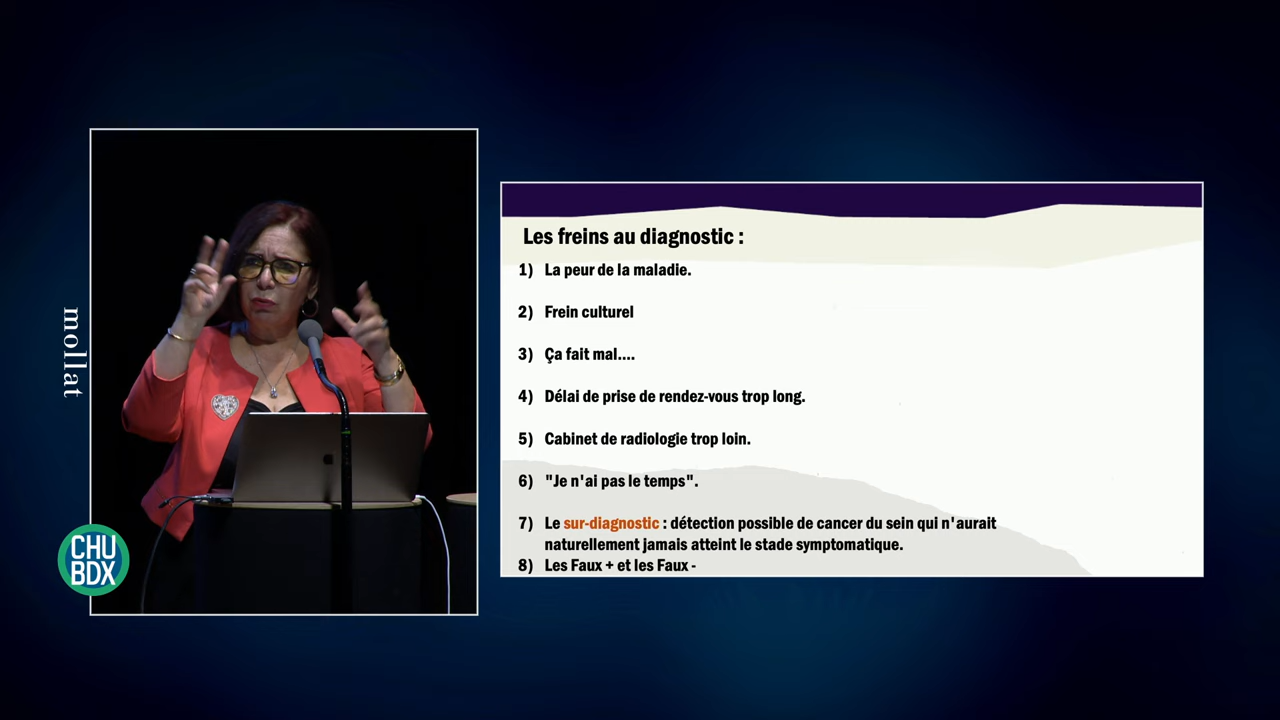 mollat
CHU
BDX
Les freins au diagnostic :
1) La peur de la maladie.
2) Frein culturel
3) Ça fait mal....
4) Délai de prise de rendez-vous trop long.
5) Cabinet de radiologie trop loin.
6) "Je n'ai pas le temps".
7) Le sur-diagnostic : détection possible de cancer du sein qui n'aurait
naturellement jamais atteint le stade symptomatique.
8) Les Faux + et les Faux -